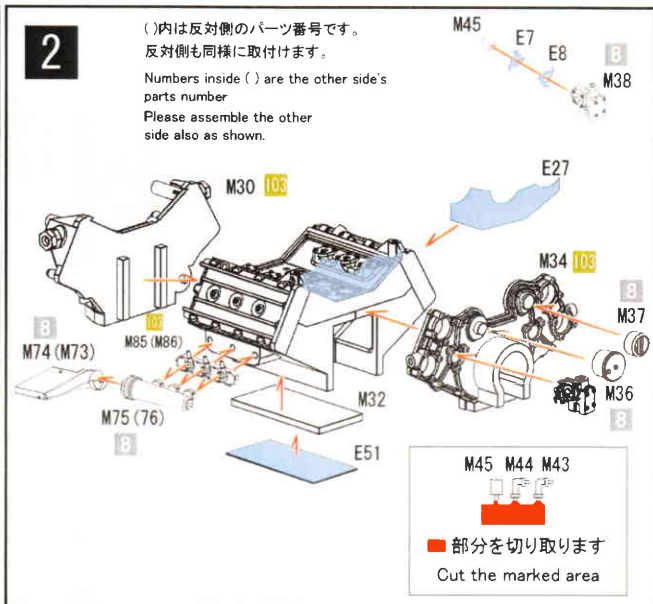 2
( )内は反対側のパーツ番号です。
反対側も同様に取付けます。
Numbers inside ( ) are the other side's
parts number
Please assemble the other
side also as shown.
M45
E7
E8
8
M38
M30 103
E27
M34 103
8
M37
103
M85 (M86)
8
M74 (M73)
M75 (76)
8
M32
E51
M36
8
M45 M44 M43
部分を切り取ります
Cut the marked area